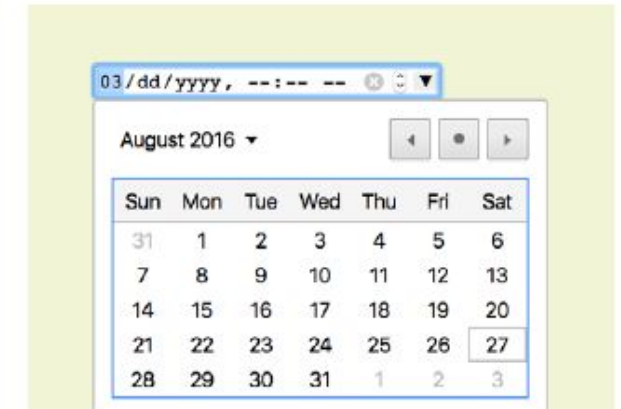 03/dd/yyyy, --:-- --
August 2016
Sun Mon Tue Wed Thu Fri Sat
31 1 2 3 4 5 6
7 8 9 10 11 12 13
14 15 16 17 18 19 20
21 22 23 24 25 26 27
28 29 30 31 1 2 3